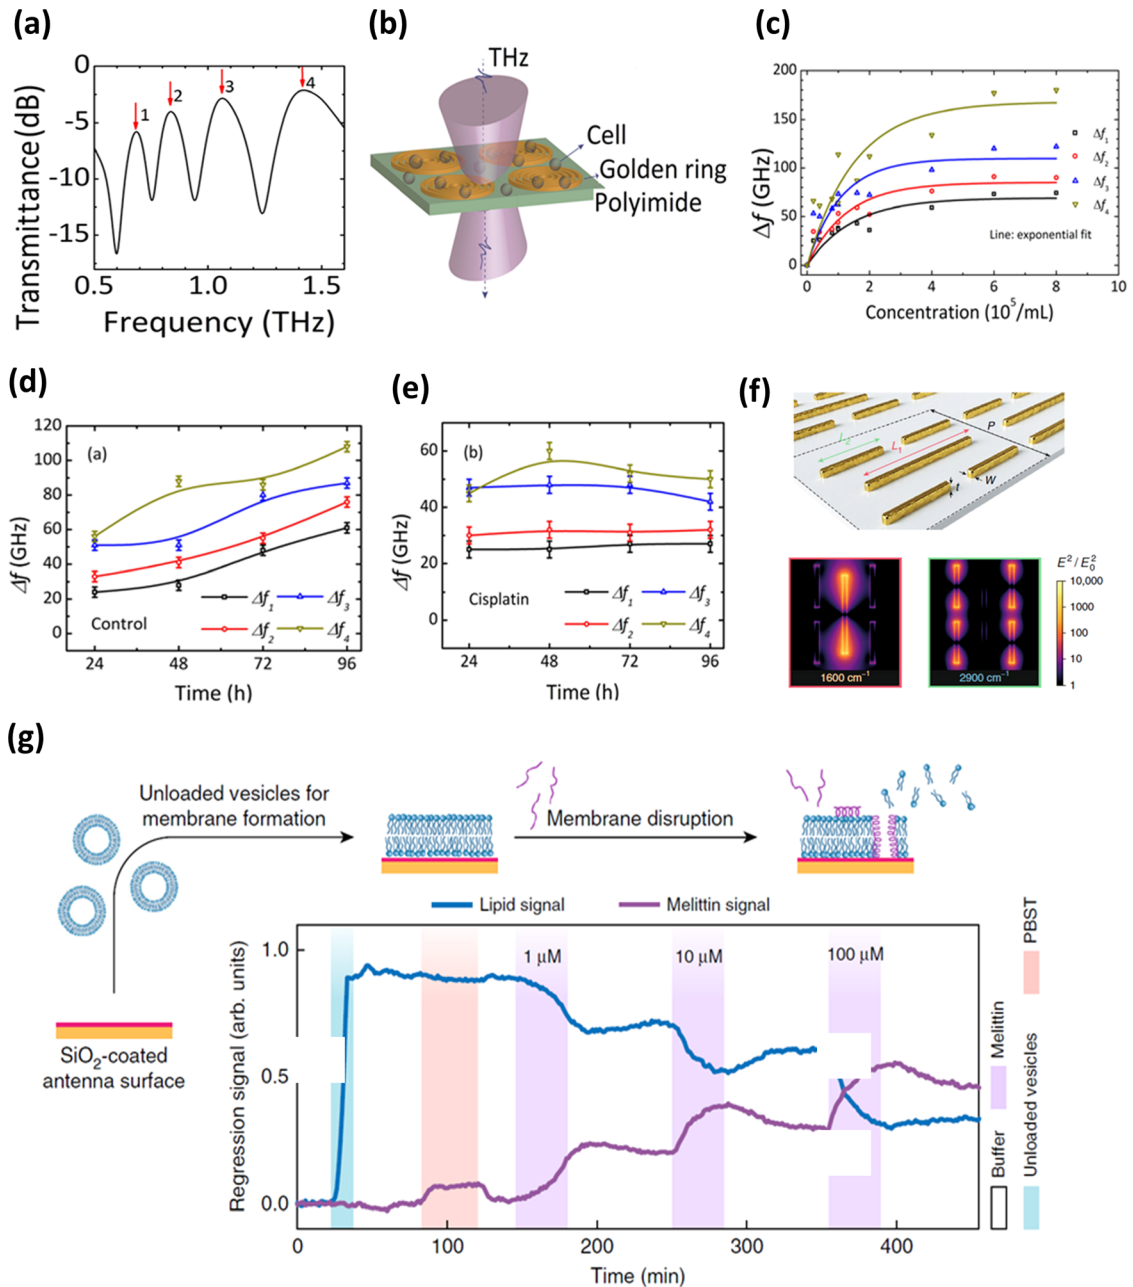 (a)
0
-5
-10
-15
Transmittance(dB)
1
2
3
4
0.5
1.0
1.5
Frequency (THz)
(b)
THz
Cell
Golden ring
Polyimide
(c)
200
150
100
50
0
Δf (GHz)
Δf1
Δf2
Δf3
Δf4
Line: exponential fit
0
2
4
6
8
10
Concentration (10^5/mL)
(d)
120
100
80
60
40
20
0
Δf (GHz)
(a)
Control
Δf1
Δf3
Δf2
Δf4
24
48
72
96
Time (h)
(e)
60
40
20
0
Δf (GHz)
(b)
Cisplatin
Δf1
Δf3
Δf2
Δf4
24
48
72
96
Time (h)
(f)
L2
L1
P
t
W
E²/E0²
10,000
1000
100
10
1
1600 cm⁻¹
2900 cm⁻¹
(g)
Unloaded vesicles for
membrane formation
Membrane disruption
SiO2-coated
antenna surface
Lipid signal
Melittin signal
1.0
0.5
0.0
Regression signal (arb. units)
1 μM
10 μM
100 μM
0
100
200
300
400
Time (min)
Buffer
Melittin
Unloaded vesicles
PBST